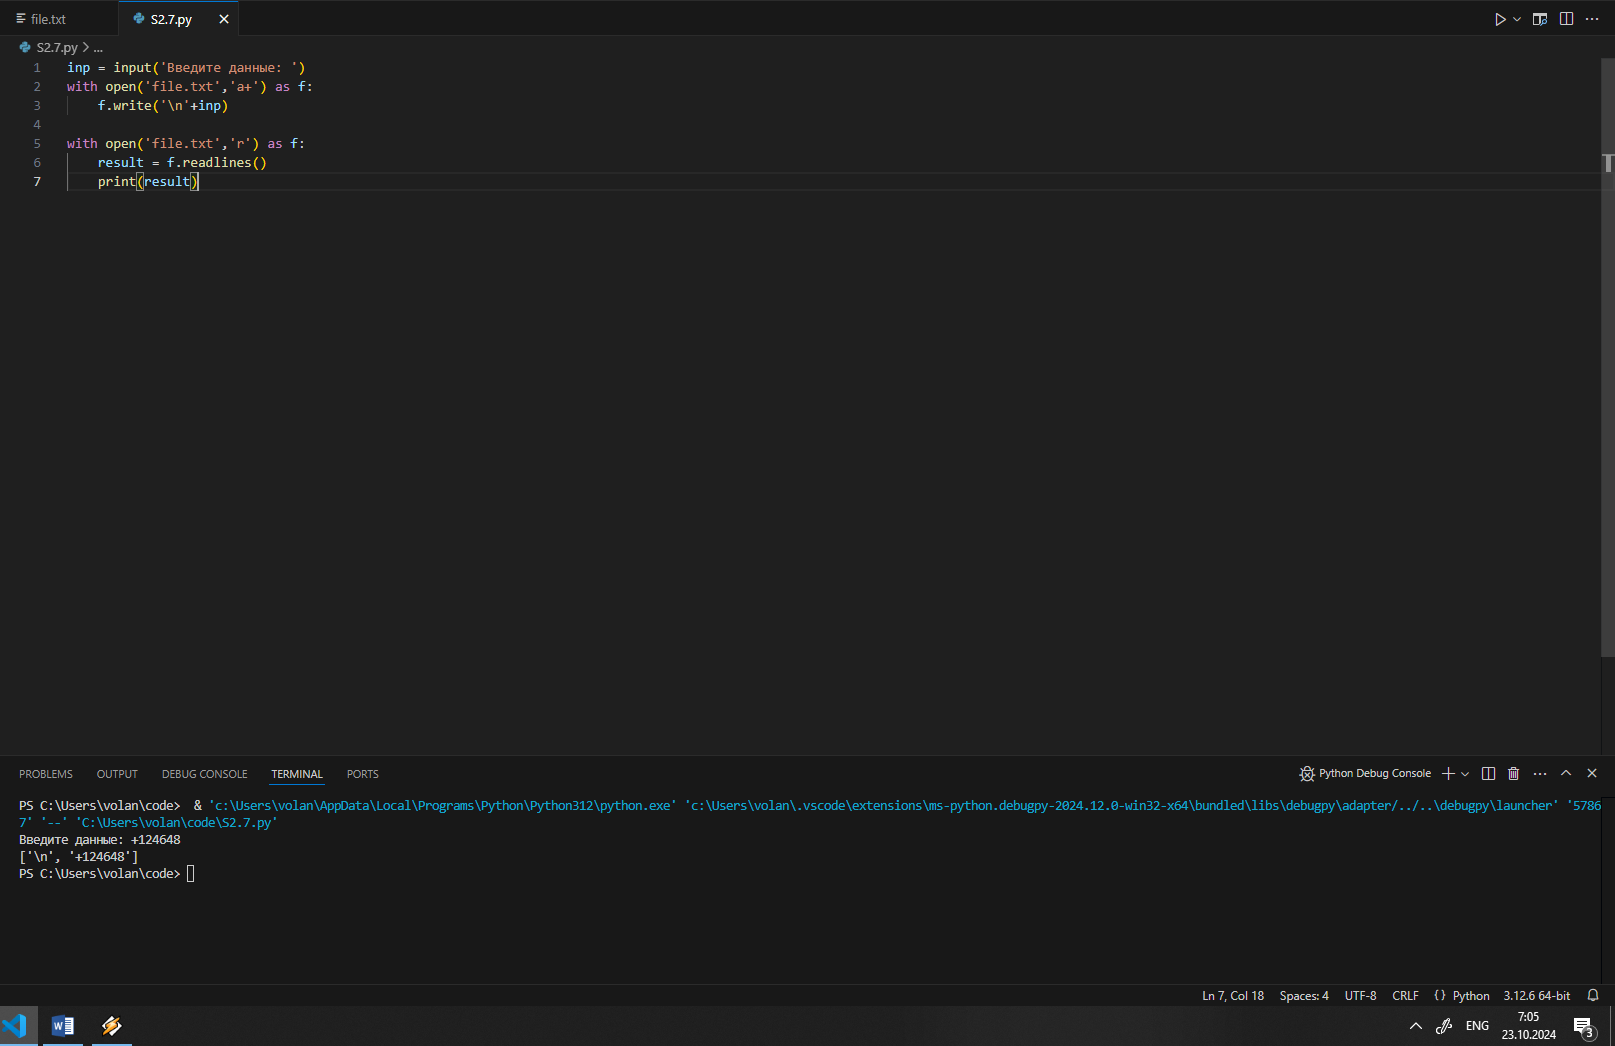 file.txt
S2.7.py
S2.7.py > ...
1 inp = input('Введите данные: ')
2 with open('file.txt','a+') as f:
3     f.write('\n'+inp)
4
5 with open('file.txt','r') as f:
6     result = f.readlines()
7     print(result)
PROBLEMS OUTPUT DEBUG CONSOLE TERMINAL PORTS
Python Debug Console
PS C:\Users\volan\code>  & 'c:\Users\volan\AppData\Local\Programs\Python\Python312\python.exe' 'c:\Users\volan\.vscode\extensions\ms-python.debugpy-2024.12.0-win32-x64\bundled\libs\debugpy\adapter/../..\debugpy\launcher' '5786
7' '--' 'C:\Users\volan\code\S2.7.py'
Введите данные: +124648
['\n', '+124648']
PS C:\Users\volan\code>
Ln 7, Col 18 Spaces: 4 UTF-8 CRLF {} Python 3.12.6 64-bit
W
ENG
7:05
23.10.2024
3